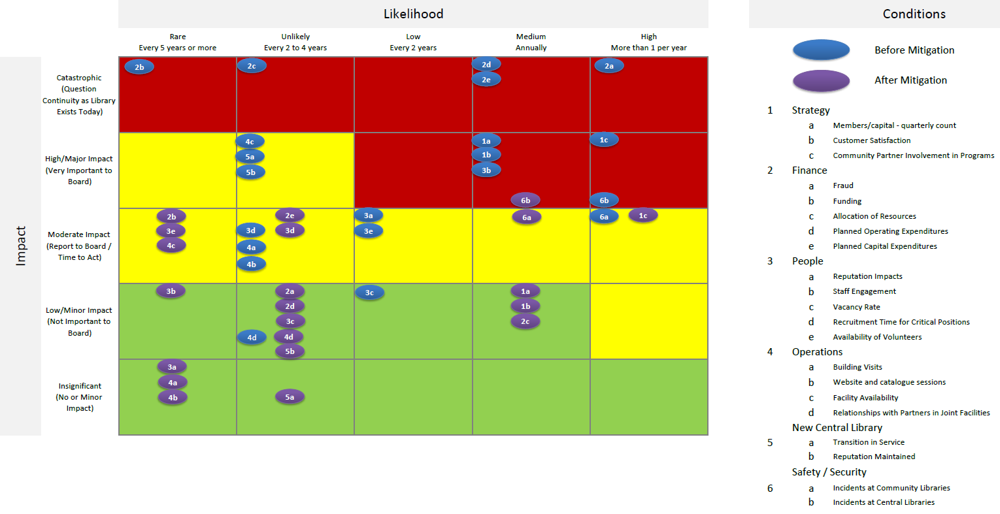 Likelihood
Rare
Every 5 years or more
Unlikely
Every 2 to 4 years
Low
Every 2 years
Medium
Annually
High
More than 1 per year
Impact
Catastrophic
(Question
Continuity as Library
Exists Today)
2b
2c
2d
2e
2a
High/Major Impact
(Very Important to
Board)
4c
5a
5b
1a
1b
3b
6b
1c
6b
Moderate Impact
(Report to Board /
Time to Act)
2b
3e
4c
2e
3d
3d
4a
4b
3a
3e
6a
6a
1c
Low/Minor Impact
(Not Important to
Board)
3b
2a
2d
3c
4d
4d
5b
3c
1a
1b
2c
Insignificant
(No or Minor
Impact)
3a
4a
4b
5a
Conditions
Before Mitigation
After Mitigation
1 Strategy
a Members/capital - quarterly count
b Customer Satisfaction
c Community Partner Involvement in Programs
2 Finance
a Fraud
b Funding
c Allocation of Resources
d Planned Operating Expenditures
e Planned Capital Expenditures
3 People
a Reputation Impacts
b Staff Engagement
c Vacancy Rate
d Recruitment Time for Critical Positions
e Availability of Volunteers
4 Operations
a Building Visits
b Website and catalogue sessions
c Facility Availability
d Relationships with Partners in Joint Facilities
New Central Library
5 a Transition in Service
b Reputation Maintained
Safety / Security
6 a Incidents at Community Libraries
b Incidents at Central Libraries